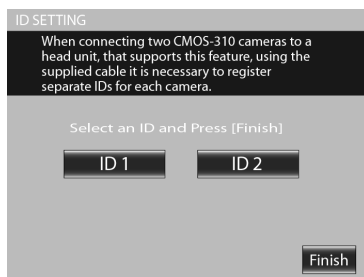 ID SETTING
When connecting two CMOS-310 cameras to a
head unit, that supports this feature, using the
supplied cable it is necessary to register
separate IDs for each camera.
Select an ID and Press [Finish]
ID 1 ID 2
Finish